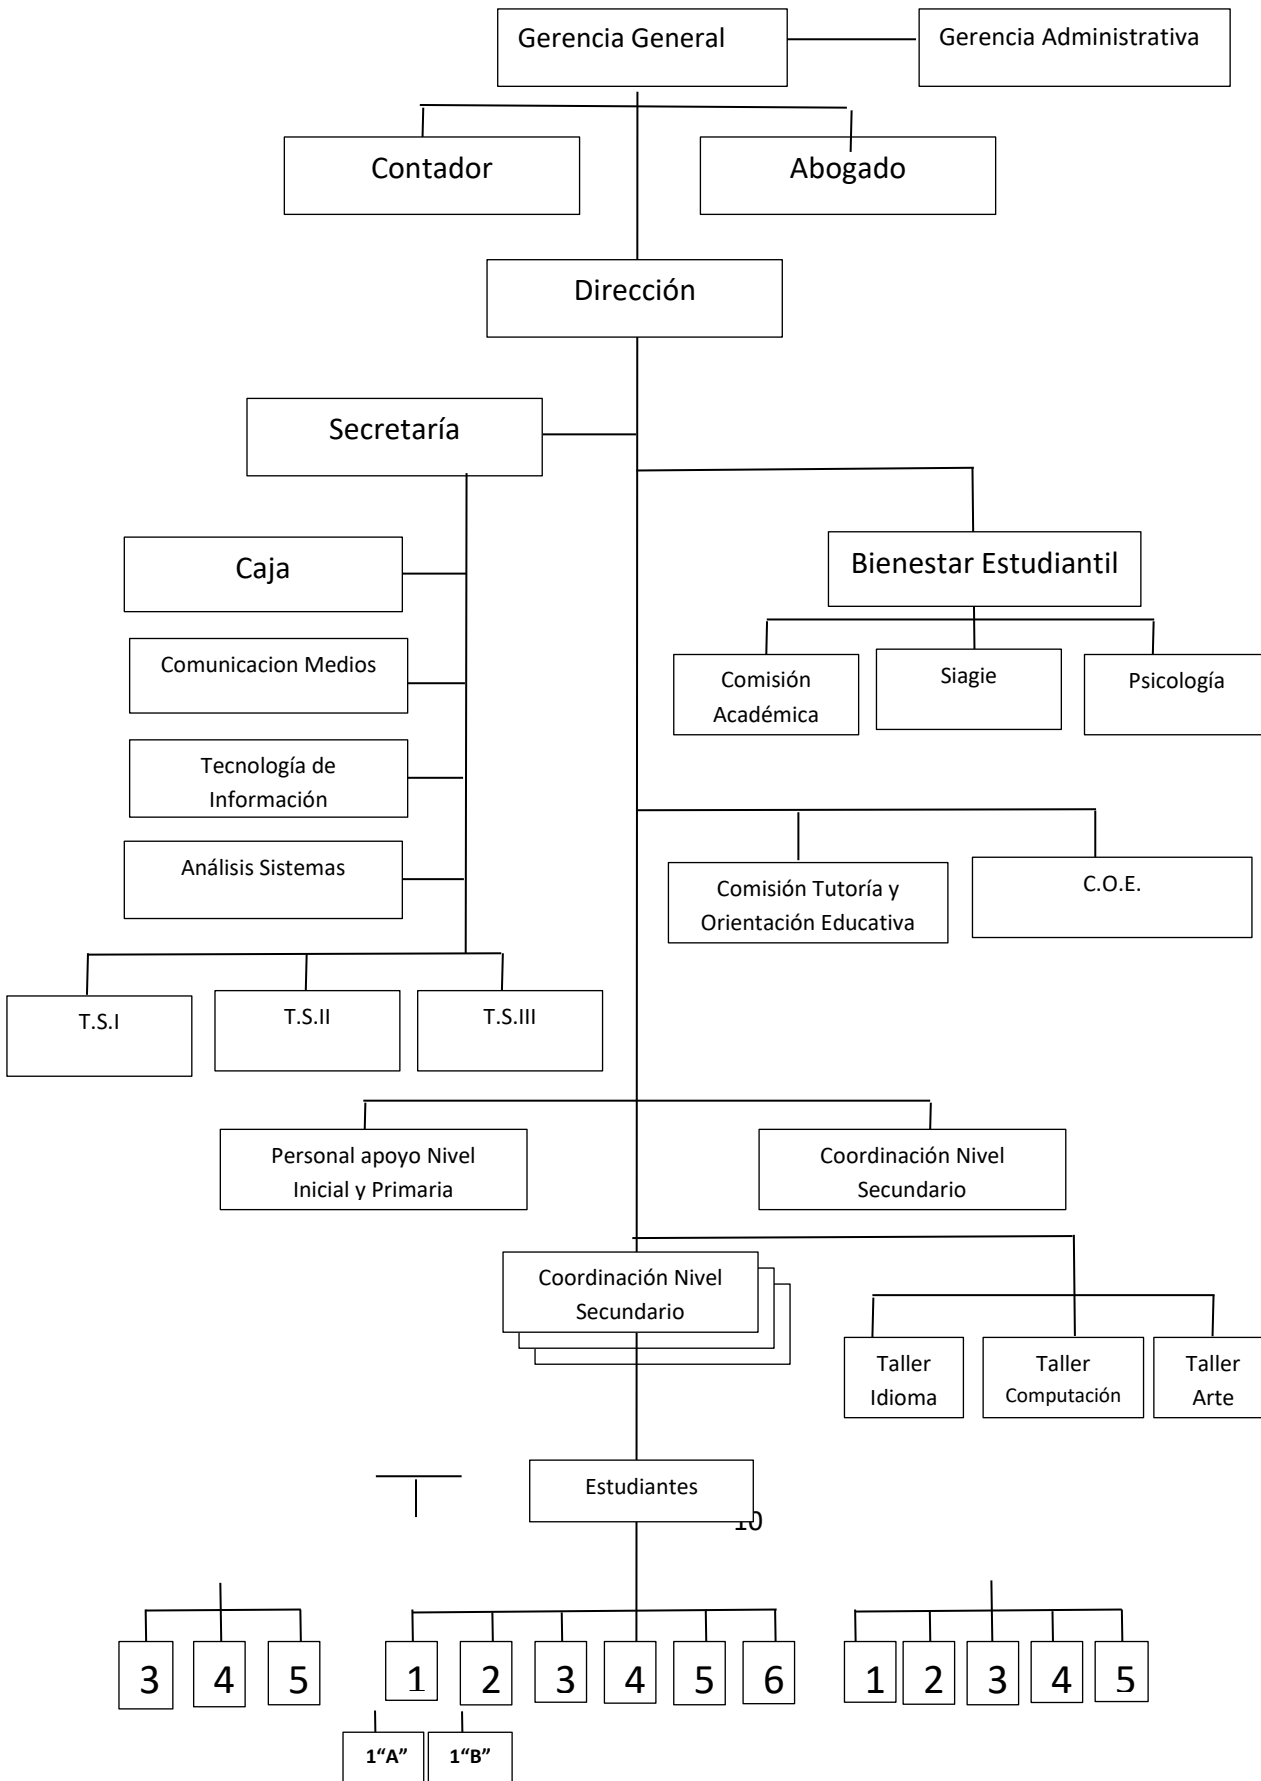 Gerencia General
Gerencia Administrativa
Contador
Abogado
Dirección
Secretaría
Caja
Bienestar Estudiantil
Comunicacion Medios
Comisión
Académica
Siagie
Psicología
Tecnología de
Información
Análisis Sistemas
Comisión Tutoría y
Orientación Educativa
C.O.E.
T.S.I
T.S.II
T.S.III
Personal apoyo Nivel
Inicial y Primaria
Coordinación Nivel
Secundario
Coordinación Nivel
Secundario
Taller
Idioma
Taller
Computación
Taller
Arte
Estudiantes
10
3 4 5
1 2 3 4 5 6
1 2 3 4 5
1“A”
1“B”